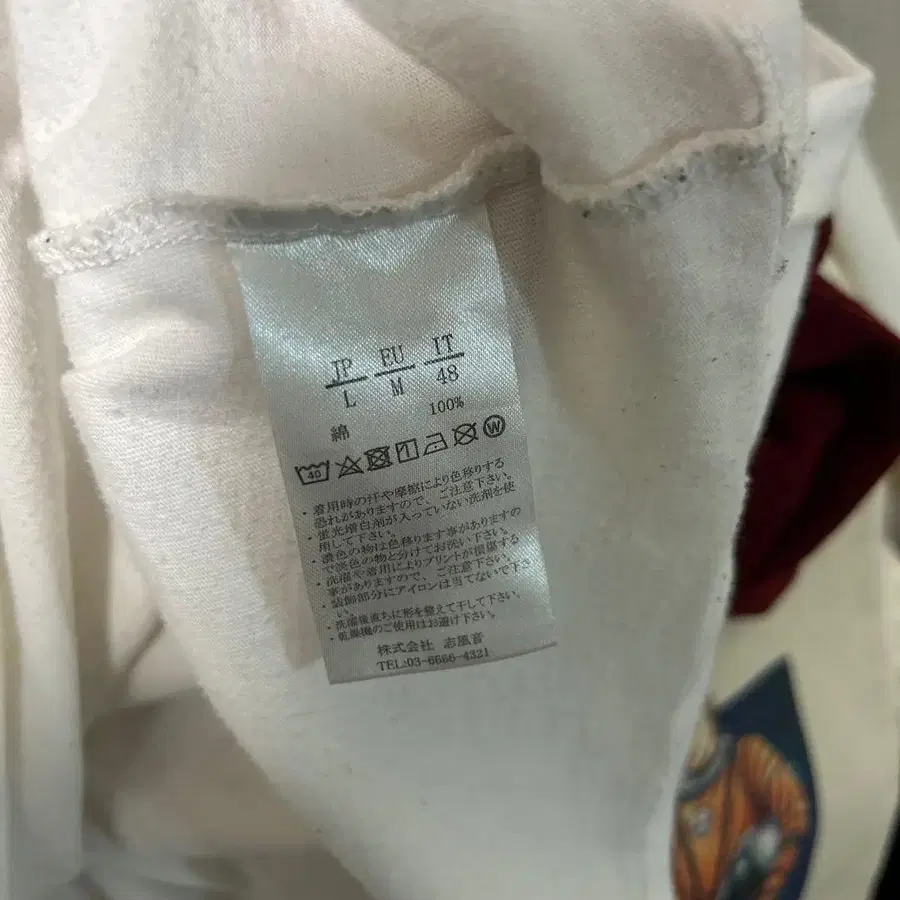 JP EU IT
L M 48
綿 100%
40
W
・着用時の汗や摩擦により色移りする
恐れがありますので、ご注意下さい。
・蛍光増白剤が入っていない洗剤を使
用して下さい。
・濃色の物は色移ります事がありますの
で淡色の物と分けてお洗い下さい。
・洗濯や着用によりプリントが損傷する
事がありますので、ご注意下さい。
・装飾部分にアイロンは当てないで下さ
い。
・洗濯後直ちに形を整えて干して下さい。
・乾燥機のご使用はお避け下さい。
株式会社 志風音
TEL:03-6666-4321